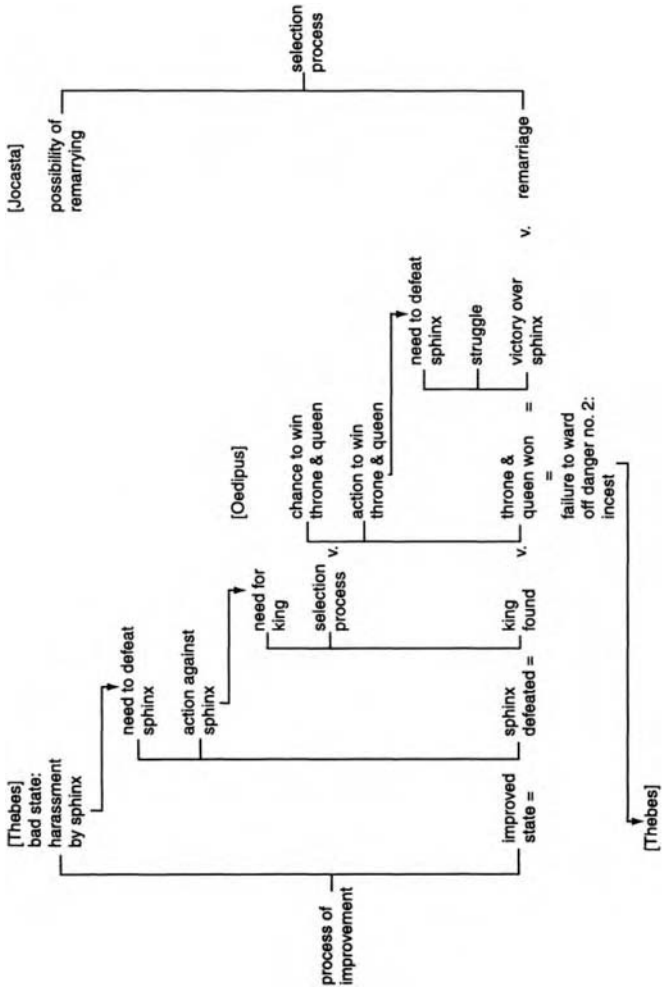 [Thebes]
bad state:
harassment
by sphinx
process of
improvement
improved
state =
need to defeat
sphinx
action against
sphinx
sphinx
defeated =
need for
king
selection
process
king
found
v.
v.
[Oedipus]
chance to win
throne & queen
action to win
throne & queen
throne &
queen won
=
=
failure to ward
off danger no. 2:
incest
need to defeat
sphinx
struggle
victory over
sphinx
v.
[Jocasta]
possibility of
remarrying
selection
process
remarriage
[Thebes]